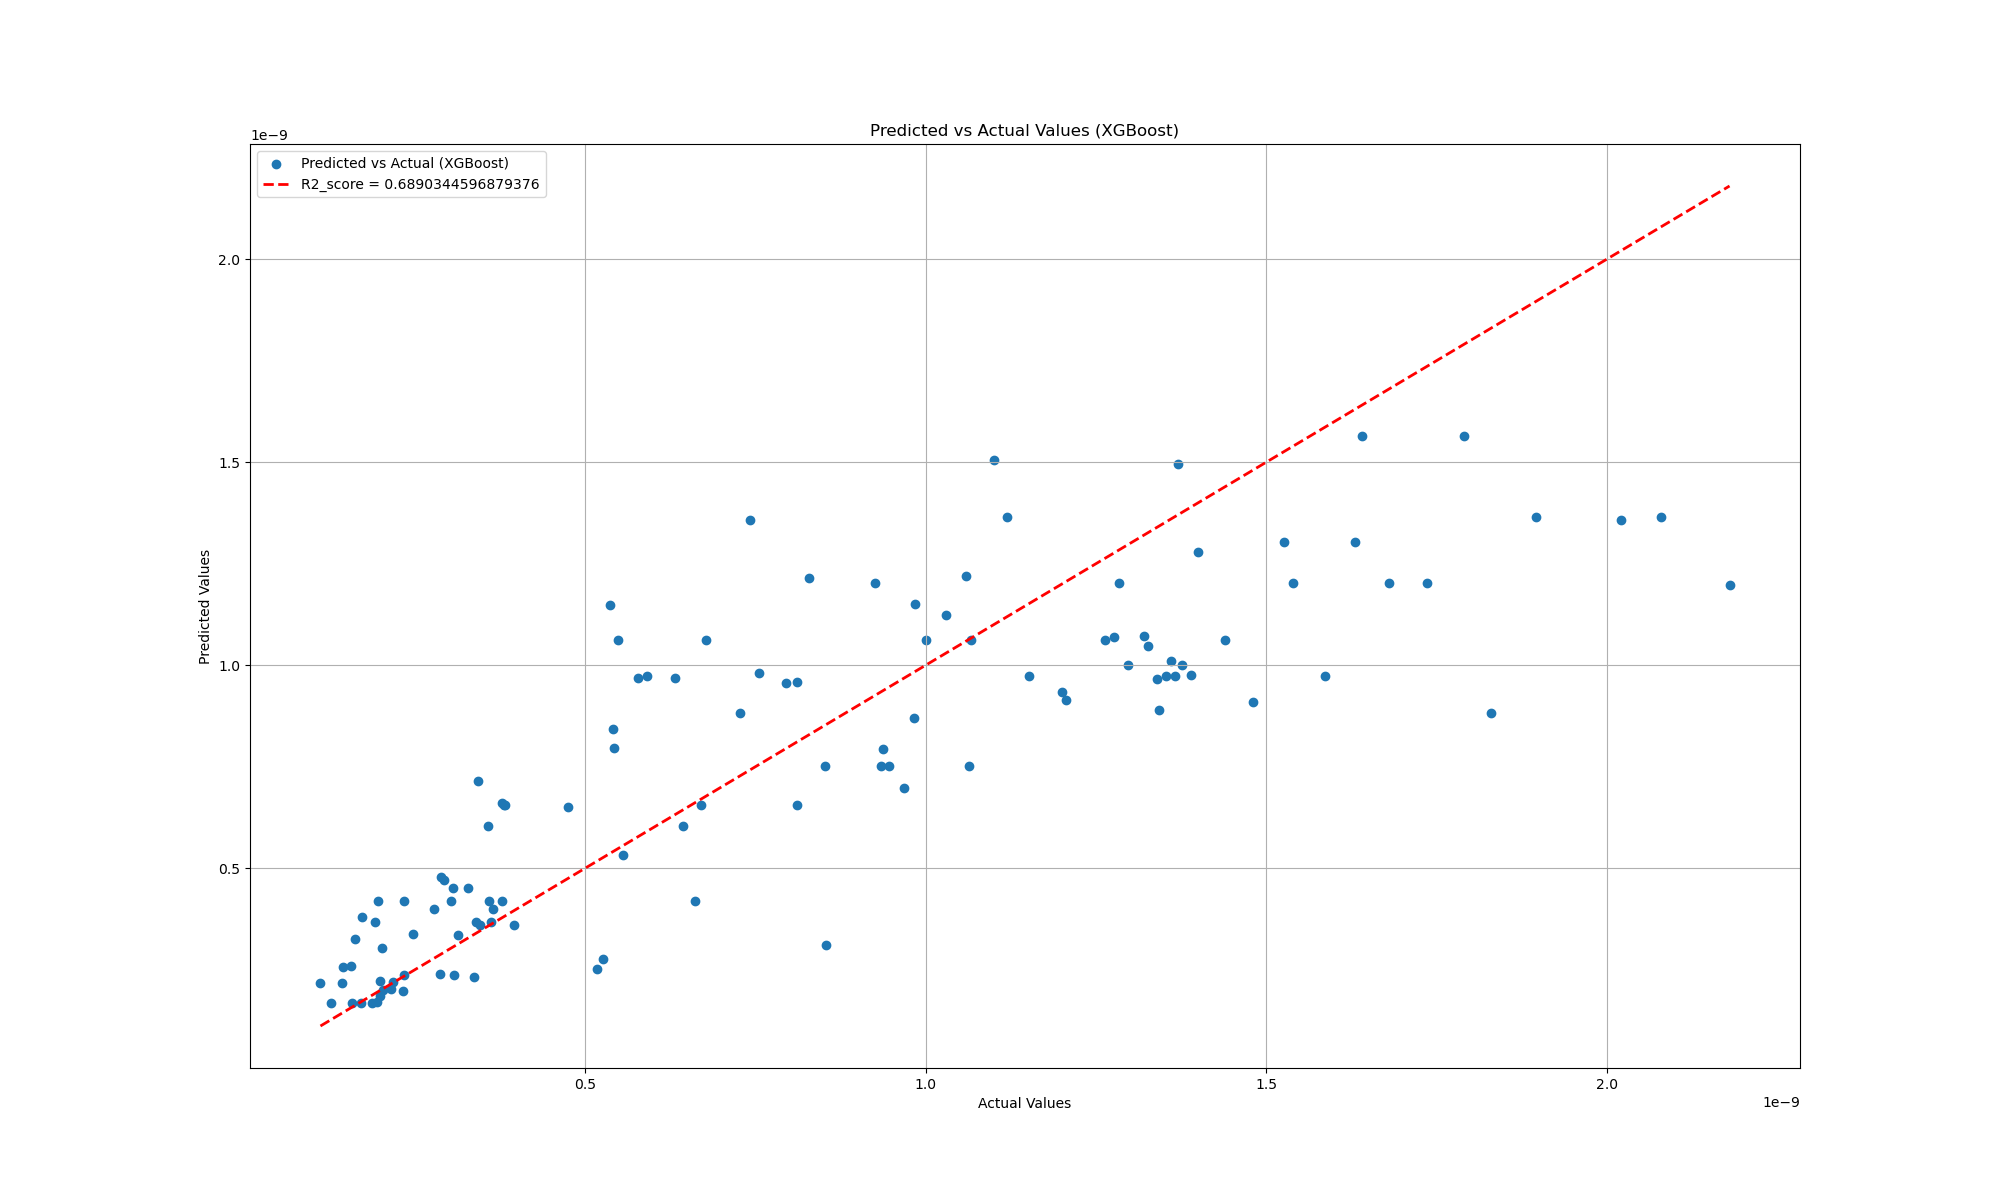 Predicted vs Actual Values (XGBoost)
1e−9
Predicted vs Actual (XGBoost)
R2_score = 0.6890344596879376
2.0
1.5
1.0
0.5
Predicted Values
0.5 1.0 1.5 2.0
Actual Values
1e−9